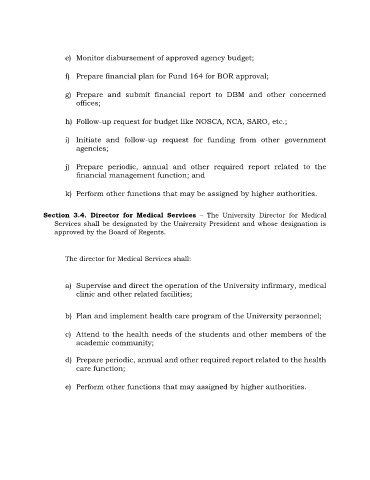 e) Monitor disbursement of approved agency budget;
f) Prepare financial plan for Fund 164 for BOR approval;
g) Prepare and submit financial report to DBM and other concerned
offices;
h) Follow-up request for budget like NOSCA, NCA, SARO, etc.;
i) Initiate and follow-up request for funding from other government
agencies;
j) Prepare periodic, annual and other required report related to the
financial management function; and
k) Perform other functions that may be assigned by higher authorities.
Section 3.4. Director for Medical Services – The University Director for Medical
Services shall be designated by the University President and whose designation is
approved by the Board of Regents.
The director for Medical Services shall:
a) Supervise and direct the operation of the University infirmary, medical
clinic and other related facilities;
b) Plan and implement health care program of the University personnel;
c) Attend to the health needs of the students and other members of the
academic community;
d) Prepare periodic, annual and other required report related to the health
care function;
e) Perform other functions that may assigned by higher authorities.